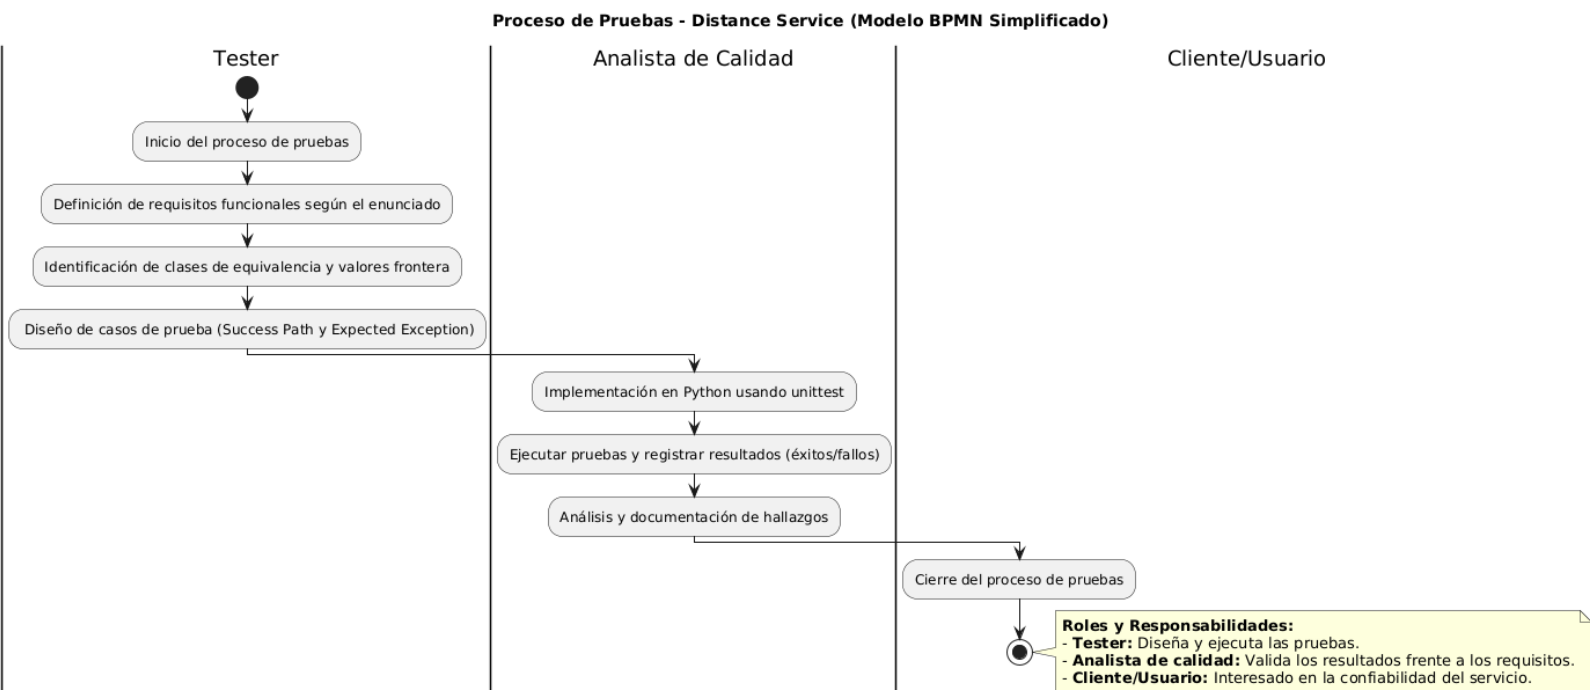 Proceso de Pruebas - Distance Service (Modelo BPMN Simplificado)
Tester
Analista de Calidad
Cliente/Usuario
Inicio del proceso de pruebas
Definición de requisitos funcionales según el enunciado
Identificación de clases de equivalencia y valores frontera
Diseño de casos de prueba (Success Path y Expected Exception)
Implementación en Python usando unittest
Ejecutar pruebas y registrar resultados (éxitos/fallos)
Análisis y documentación de hallazgos
Cierre del proceso de pruebas
Roles y Responsabilidades:
- Tester: Diseña y ejecuta las pruebas.
- Analista de calidad: Valida los resultados frente a los requisitos.
- Cliente/Usuario: Interesado en la confiabilidad del servicio.